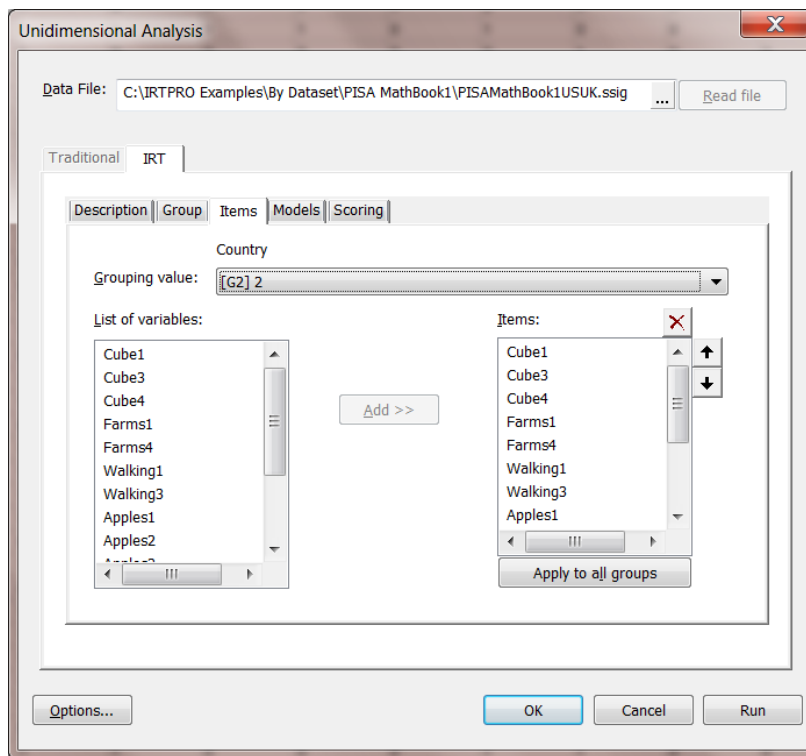 Unidimensional Analysis
Data File: C:\IRTPRO Examples\By Dataset\PISA MathBook1\PISAMathBook1USUK.ssig ... Read file
Traditional IRT
Description Group Items Models Scoring
Country
Grouping value: [G2] 2
List of variables:
Cube1
Cube3
Cube4
Farms1
Farms4
Walking1
Walking3
Apples1
Apples2
Add >>
Items:
Cube1
Cube3
Cube4
Farms1
Farms4
Walking1
Walking3
Apples1
Apply to all groups
Options... OK Cancel Run